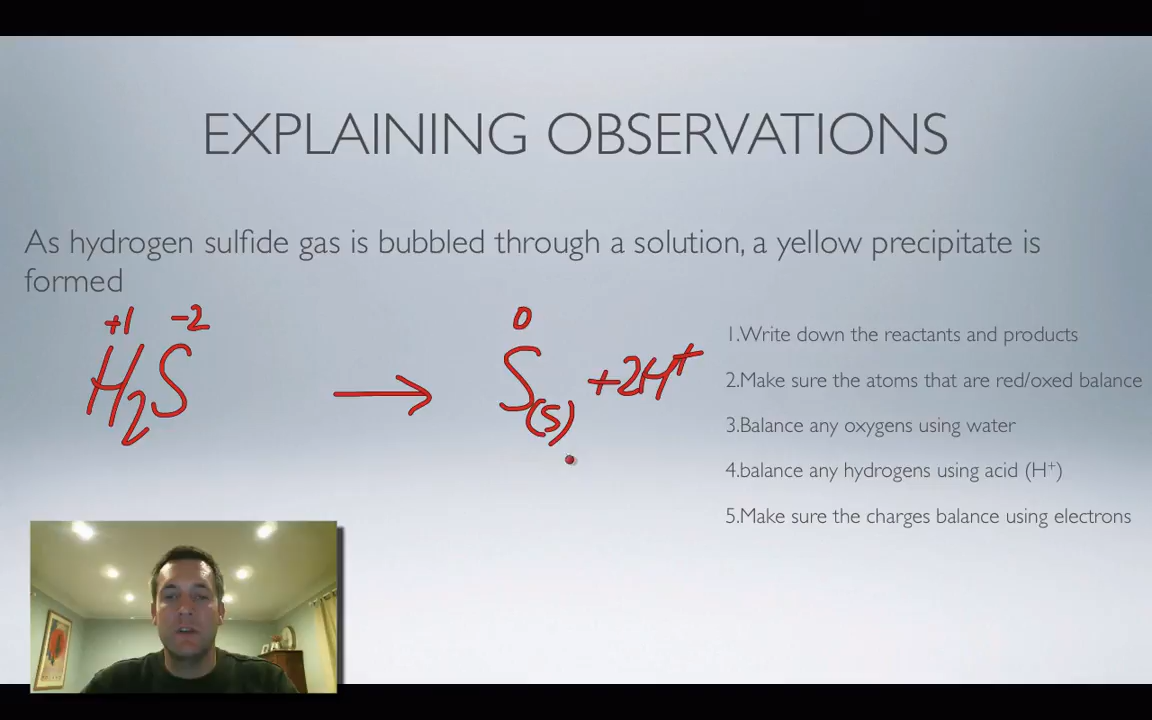 EXPLAINING OBSERVATIONS
As hydrogen sulfide gas is bubbled through a solution, a yellow precipitate is
formed
+1 -2 0
H₂S → S(s) +2H⁺
1.Write down the reactants and products
2.Make sure the atoms that are red/oxed balance
3.Balance any oxygens using water
4.balance any hydrogens using acid (H⁺)
5.Make sure the charges balance using electrons